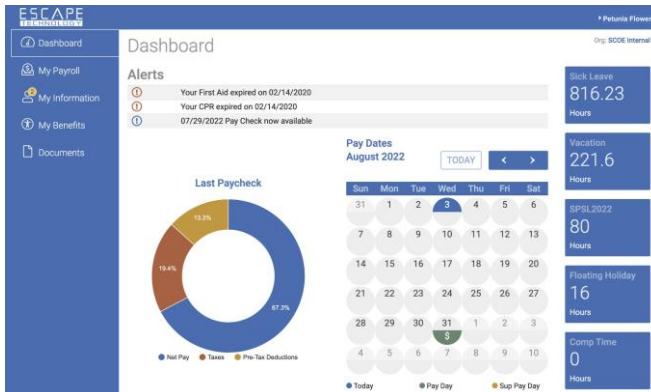 ESCAPE
TECHNOLOGY
Petunia Flower
Dashboard
My Payroll
2
My Information
My Benefits
Documents
Dashboard
Org: SCOE Internal
Alerts
Your First Aid expired on 02/14/2020
Your CPR expired on 02/14/2020
07/29/2022 Pay Check now available
Last Paycheck
13.3%
19.4%
67.3%
Net Pay Taxes Pre-Tax Deductions
Pay Dates
August 2022 TODAY < >
Sun Mon Tue Wed Thu Fri Sat
31 1 2 3 4 5 6
7 8 9 10 11 12 13
14 15 16 17 18 19 20
21 22 23 24 25 26 27
28 29 30 31 1 2 3
$
4 5 6 7 8 9 10
Today Pay Day Sup Pay Day
Sick Leave
816.23
Hours
Vacation
221.6
Hours
SPSL2022
80
Hours
Floating Holiday
16
Hours
Comp Time
0
Hours